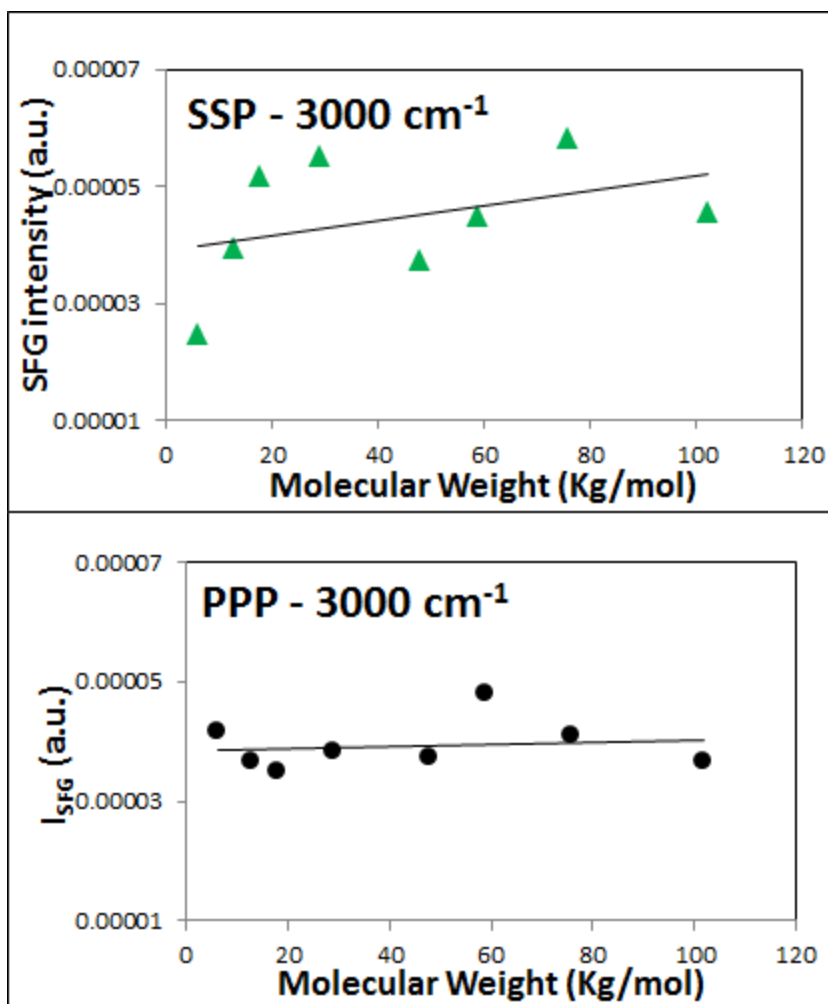 0.00007
SSP - 3000 cm⁻¹
0.00005
0.00003
0.00001
SFG intensity (a.u.)
0 20 40 60 80 100 120
Molecular Weight (Kg/mol)
0.00007
PPP - 3000 cm⁻¹
0.00005
0.00003
0.00001
I_SFG (a.u.)
0 20 40 60 80 100 120
Molecular Weight (Kg/mol)